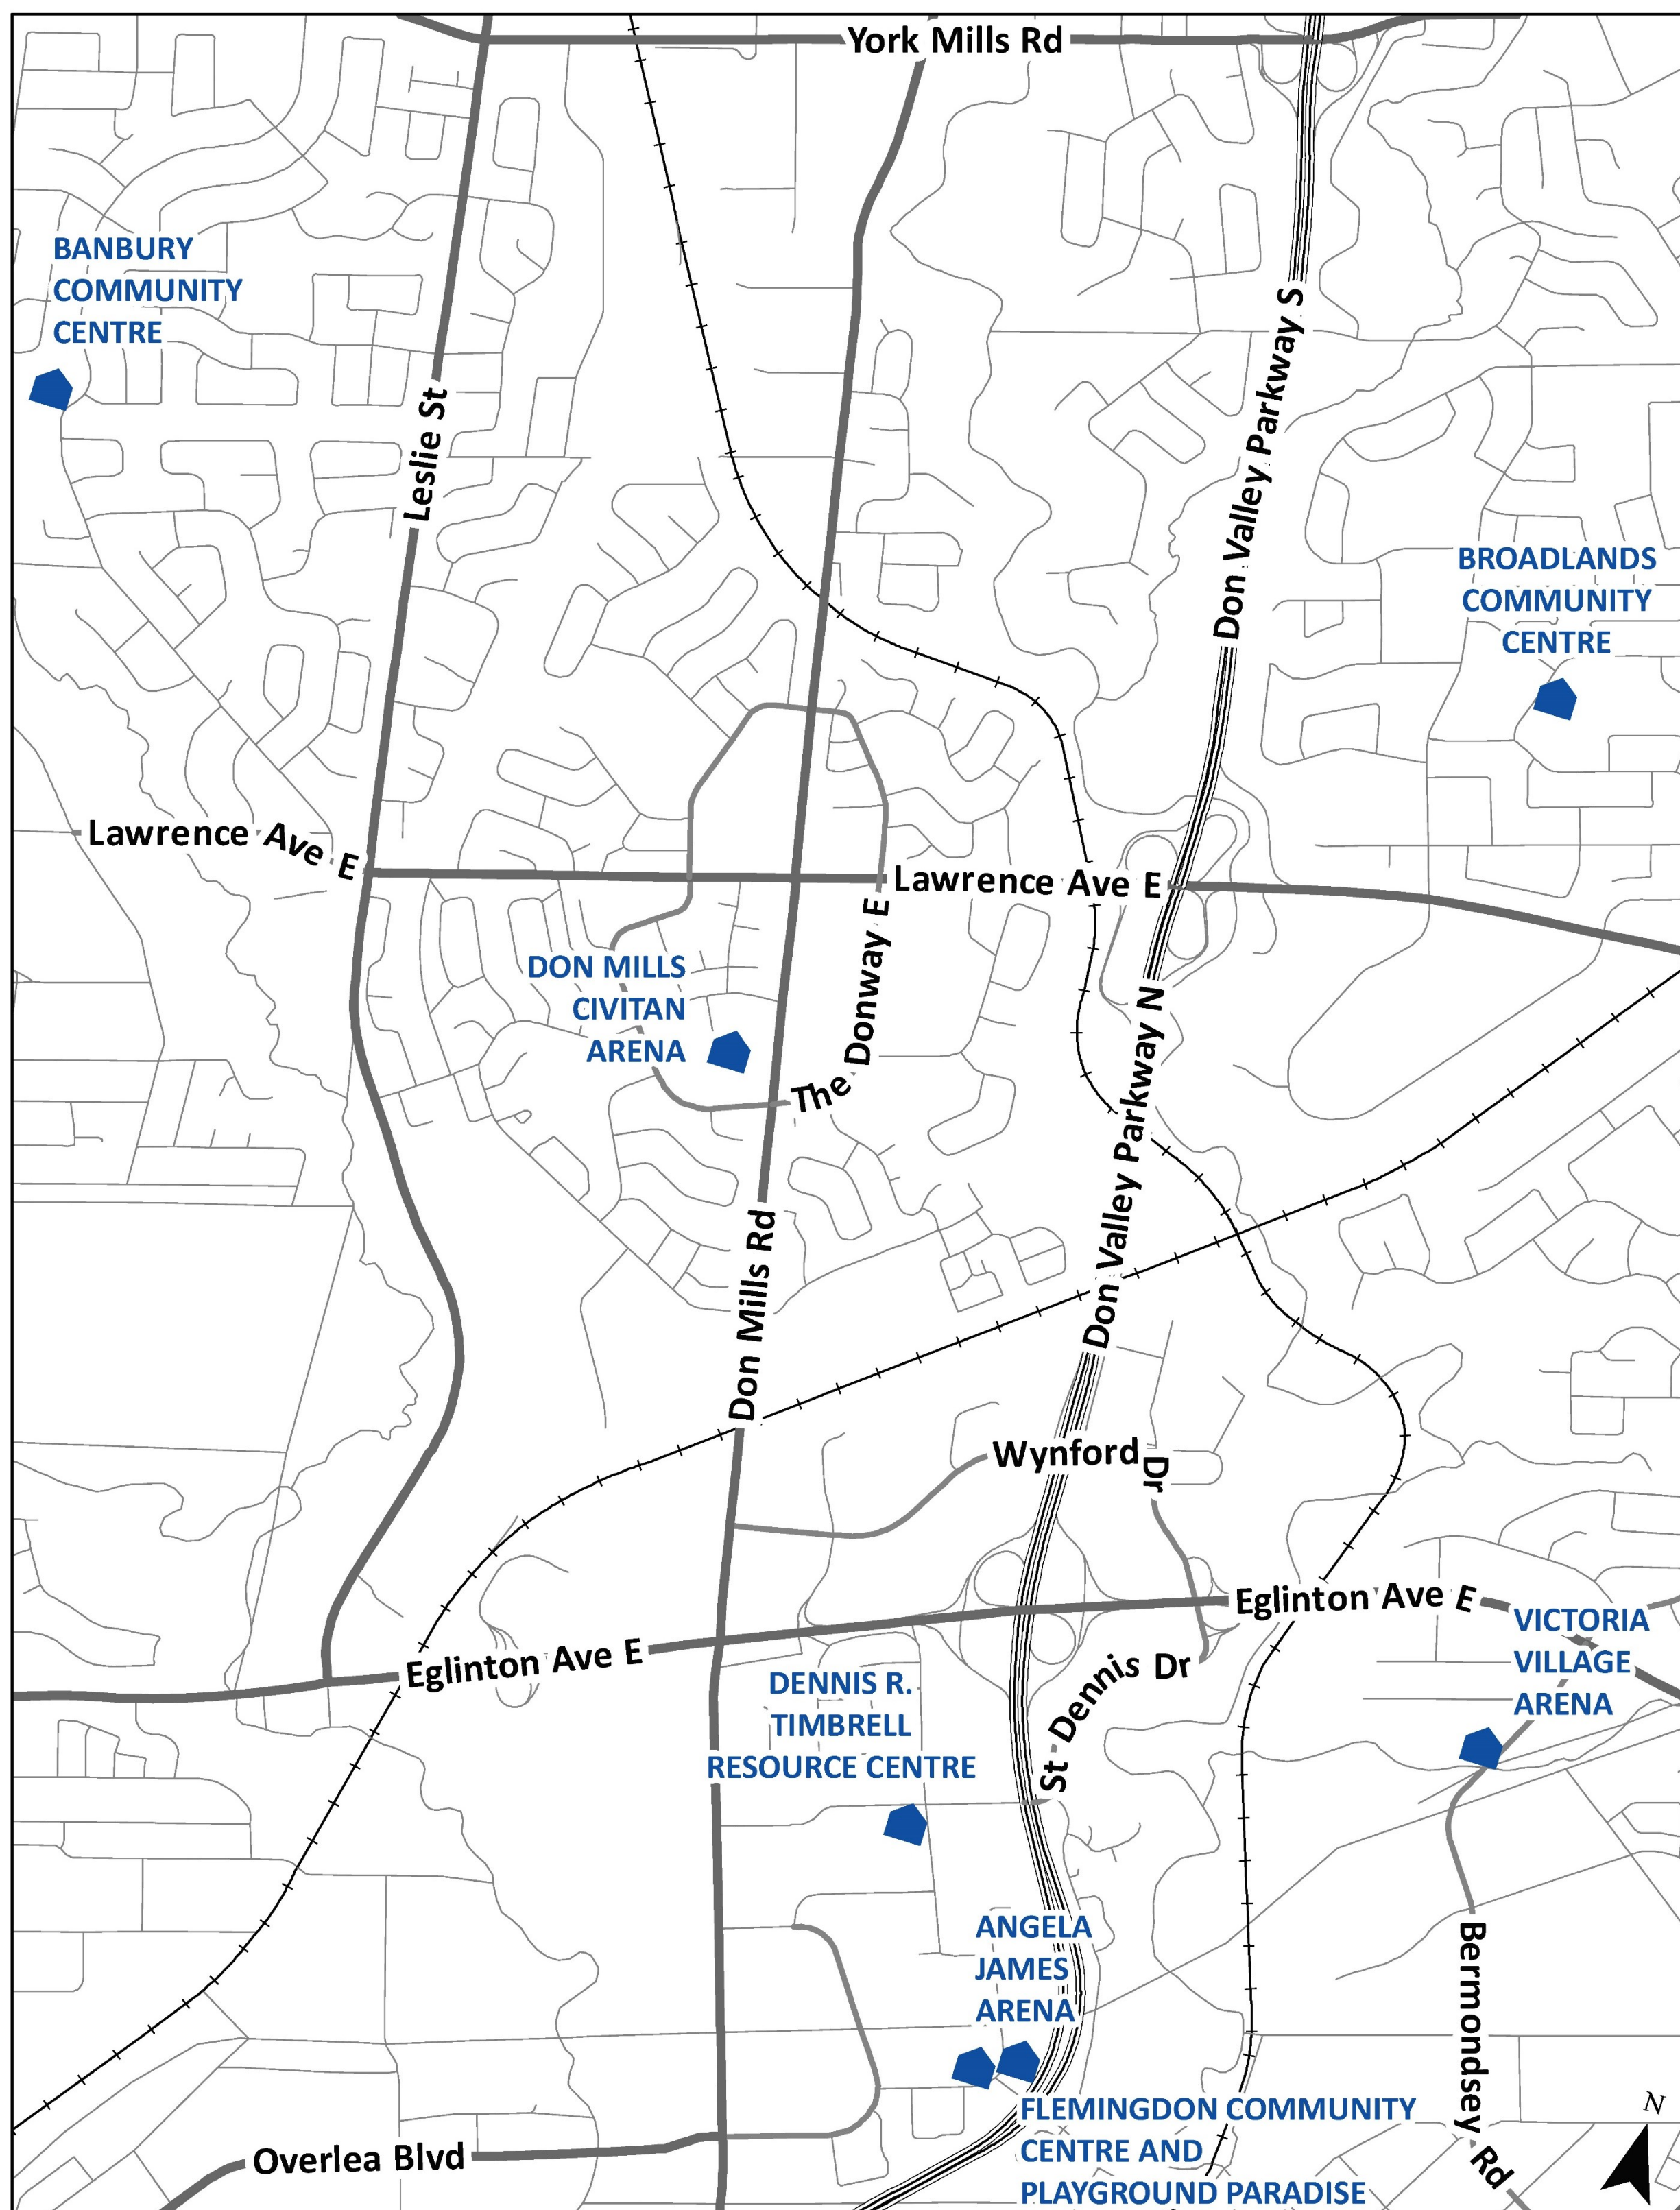 York Mills Rd
BANBURY
COMMUNITY
CENTRE
Leslie St
Don Valley Parkway S
BROADLANDS
COMMUNITY
CENTRE
Lawrence Ave E
Lawrence Ave E
DON MILLS
CIVITAN
ARENA
The Donway E
Don Valley Parkway N
Don Mills Rd
Wynford Dr
Eglinton Ave E
Eglinton Ave E
VICTORIA
VILLAGE
ARENA
St Dennis Dr
DENNIS R.
TIMBRELL
RESOURCE CENTRE
ANGELA
JAMES
ARENA
Bermondsey Rd
FLEMINGDON COMMUNITY
CENTRE AND
PLAYGROUND PARADISE
Overlea Blvd
N